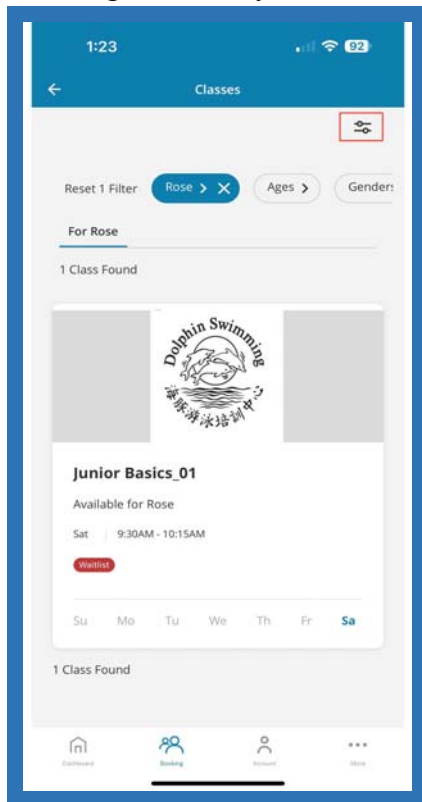 1:23
92
Classes
Reset 1 Filter
Rose
Ages
Genders
For Rose
1 Class Found
Dolphin Swimming
海豚游泳培訓中心
Junior Basics_01
Available for Rose
Sat 9:30AM - 10:15AM
Waitlist
Su Mo Tu We Th Fr Sa
1 Class Found
Dashboard Booking Account More